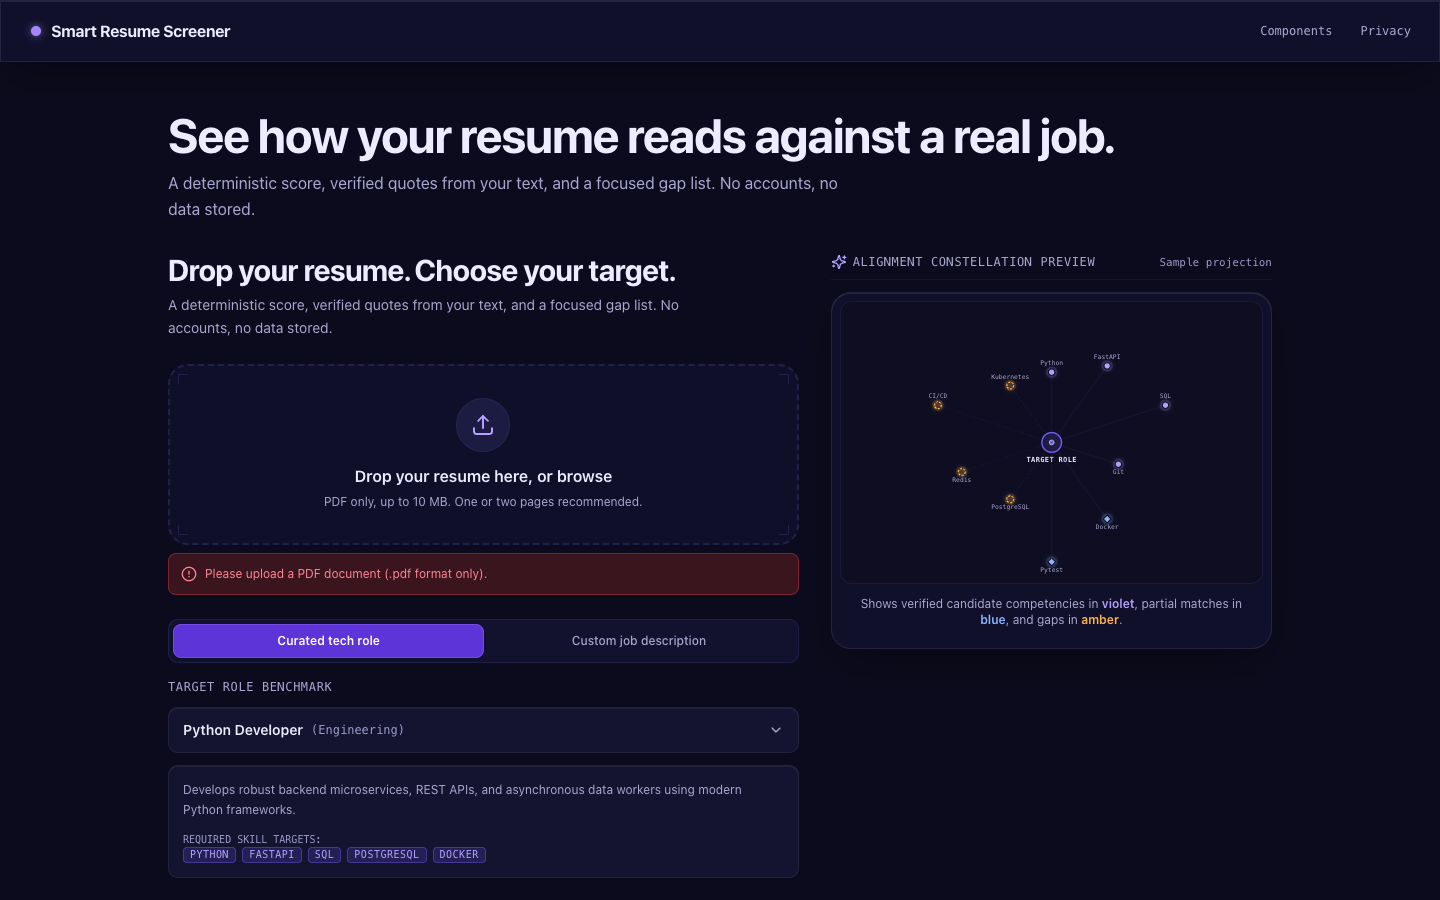 Smart Resume Screener
Components
Privacy
See how your resume reads against a real job.
A deterministic score, verified quotes from your text, and a focused gap list. No accounts, no
data stored.
Drop your resume. Choose your target.
A deterministic score, verified quotes from your text, and a focused gap list. No
accounts, no data stored.
Drop your resume here, or browse
PDF only, up to 10 MB. One or two pages recommended.
Please upload a PDF document (.pdf format only).
Curated tech role
Custom job description
TARGET ROLE BENCHMARK
Python Developer (Engineering)
Develops robust backend microservices, REST APIs, and asynchronous data workers using modern
Python frameworks.
REQUIRED SKILL TARGETS:
PYTHON FASTAPI SQL POSTGRESQL DOCKER
ALIGNMENT CONSTELLATION PREVIEW
Sample projection
FastAPI
Python
Kubernetes
CI/CD
SQL
TARGET ROLE
Git
Redis
PostgreSQL
Docker
Pytest
Shows verified candidate competencies in violet, partial matches in
blue, and gaps in amber.